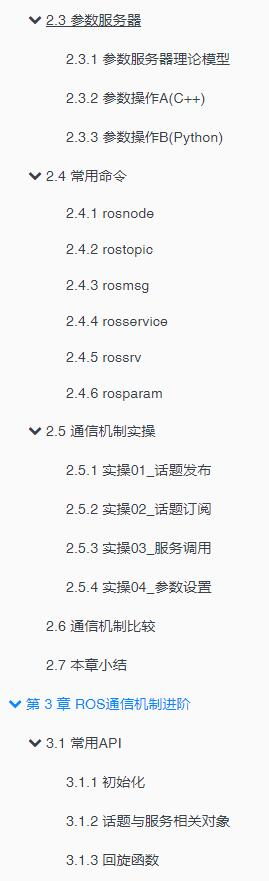 2.3 参数服务器
2.3.1 参数服务器理论模型
2.3.2 参数操作A(C++)
2.3.3 参数操作B(Python)
2.4 常用命令
2.4.1 rosnode
2.4.2 rostopic
2.4.3 rosmsg
2.4.4 rosservice
2.4.5 rossrv
2.4.6 rosparam
2.5 通信机制实操
2.5.1 实操01_话题发布
2.5.2 实操02_话题订阅
2.5.3 实操03_服务调用
2.5.4 实操04_参数设置
2.6 通信机制比较
2.7 本章小结
第 3 章 ROS通信机制进阶
3.1 常用API
3.1.1 初始化
3.1.2 话题与服务相关对象
3.1.3 回旋函数